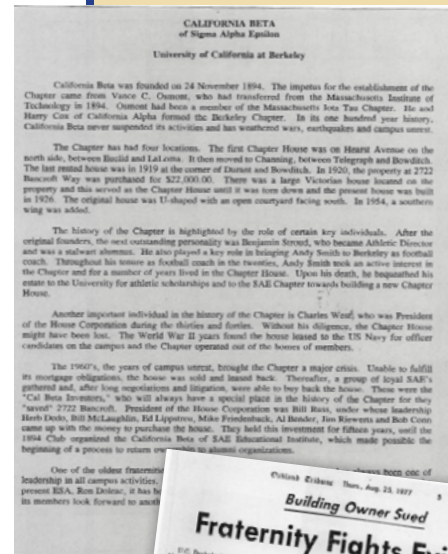 CALIFORNIA BETA
of Sigma Alpha Epsilon
University of California at Berkeley
California Beta was founded on 24 November 1894. The impetus for the establishment of the
Chapter came from Vance C. Osmont, who had transferred from the Massachusetts Institute of
Technology in 1894. Osmont had been a member of the Massachusetts Iota Tau Chapter. He and
Harry Cox of California Alpha formed the Berkeley Chapter. In its one hundred year history,
California Beta never suspended its activities and has weathered wars, earthquakes and campus unrest.
The Chapter has had four locations. The first Chapter House was on Hearst Avenue on the
north side, between Euclid and LaLoma. It then moved to Channing, between Telegraph and Bowditch.
The last rented house was in 1919 at the corner of Durant and Bowditch. In 1920, the property at 2722
Bancroft Way was purchased for $22,000.00. There was a large Victorian house located on the
property and this served as the Chapter House until it was torn down and the present house was built
in 1926. The original house was U-shaped with an open courtyard facing south. In 1954, a southern
wing was added.
The history of the Chapter is highlighted by the role of certain key individuals. After the
original founders, the next outstanding personality was Benjamin Stroud, who became Athletic Director
and was a stalwart alumnus. He also played a key role in bringing Andy Smith to Berkeley as football
coach. Throughout his tenure as football coach in the twenties, Andy Smith took an active interest in
the Chapter and for a number of years lived in the Chapter House. Upon his death, he bequeathed his
estate to the University for athletic scholarships and to the SAE Chapter towards building a new Chapter
House.
Another important individual in the history of the Chapter is Charles West, who was President
of the House Corporation during the thirties and forties. Without his diligence, the Chapter House
might have been lost. The World War II years found the house leased to the US Navy for officer
candidates on the campus and the Chapter operated out of the homes of members.
The 1960's, the years of campus unrest, brought the Chapter a major crisis. Unable to fulfill
its mortgage obligations, the house was sold and leased back. Thereafter, a group of loyal SAE's
gathered and, after long negotiations and litigation, were able to buy back the house. These were the
"Cal Beta Investors," who will always have a special place in the history of the Chapter for they
"saved" 2722 Bancroft. President of the House Corporation was Bill Russ, under whose leadership
Herb Dodo, Bill McLaughlin, Ed Lippstreu, Mike Friedenbach, Al Bender, Jim Riewerts and Bob Conn
came up with the money to purchase the house. They held this investment for fifteen years, until the
1894 Club organized the California Beta of SAE Educational Institute, which made possible the
beginning of a process to return ownership to alumni organizations.
One of the oldest fraternities always been one of
leadership in all campus activities.
present ESA, Ron Dolcac, it has
its members look forward to anoth
Oakland Tribune Thurs., Aug. 25, 1977
Building Owner Sued
Fraternity Fights